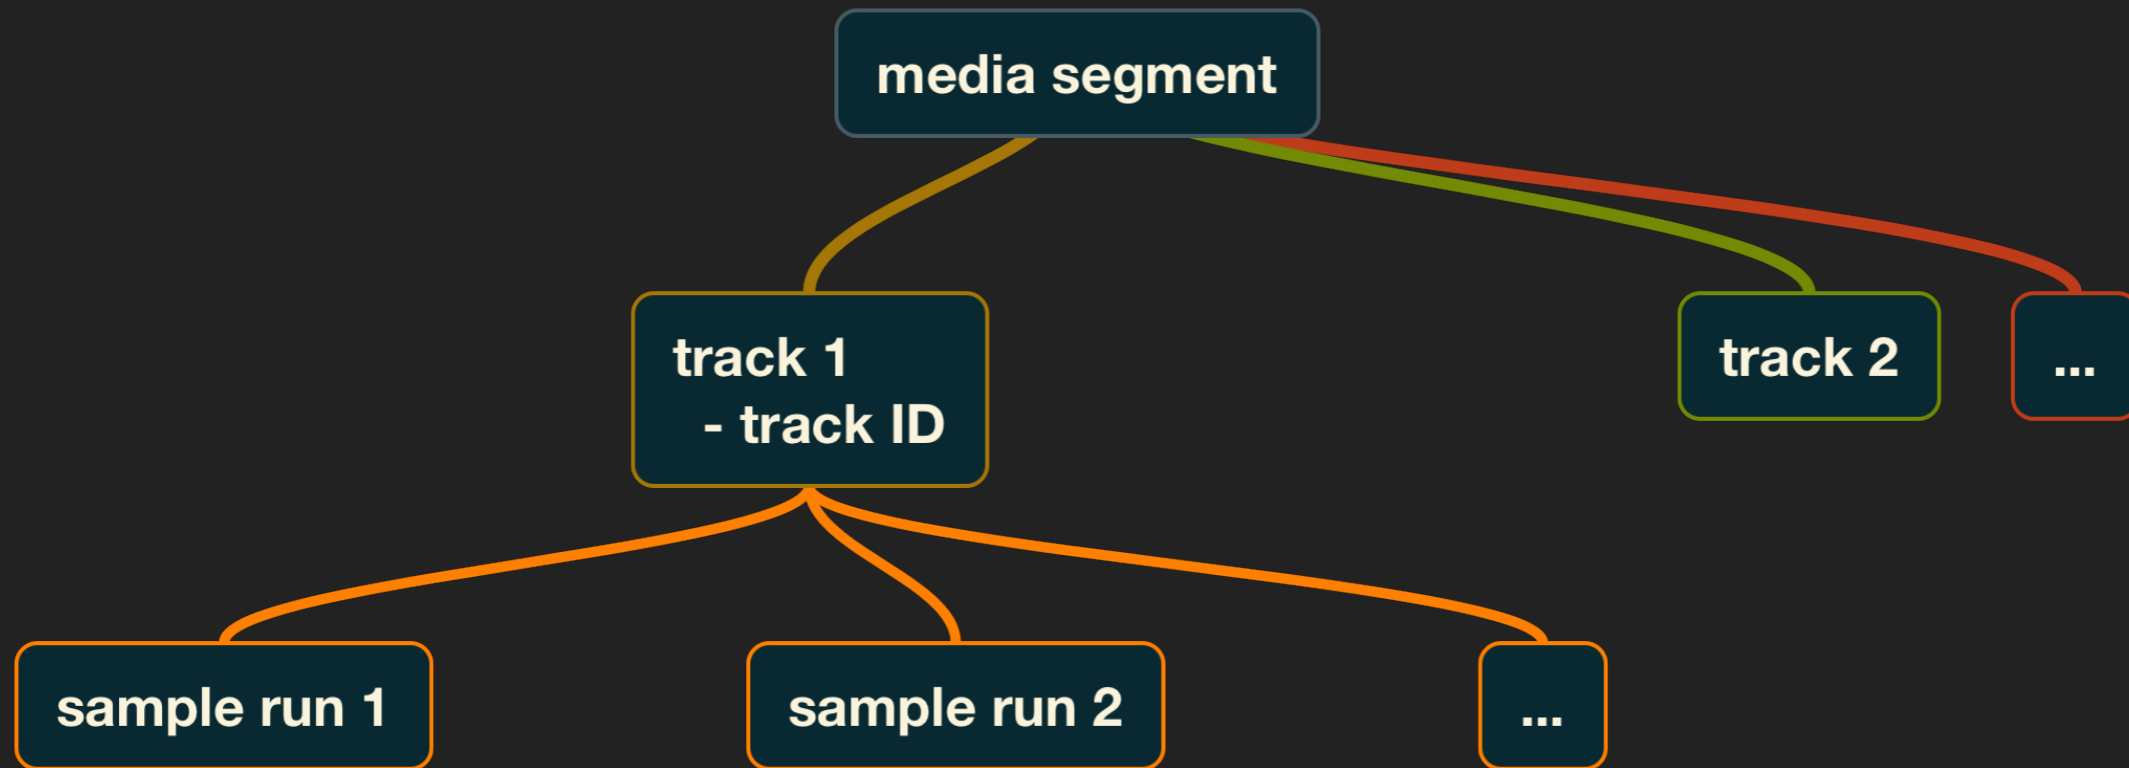 media segment
track 1
- track ID
track 2
...
sample run 1
sample run 2
...